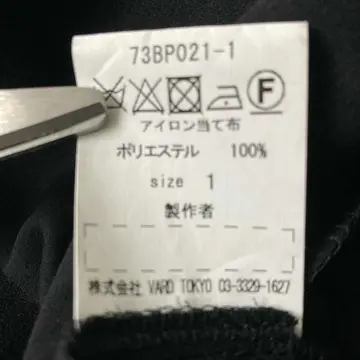 73BP021-1
F
アイロン当て布
ポリエステル 100%
size 1
製作者
株式会社 VARD TOKYO 03-3329-1627